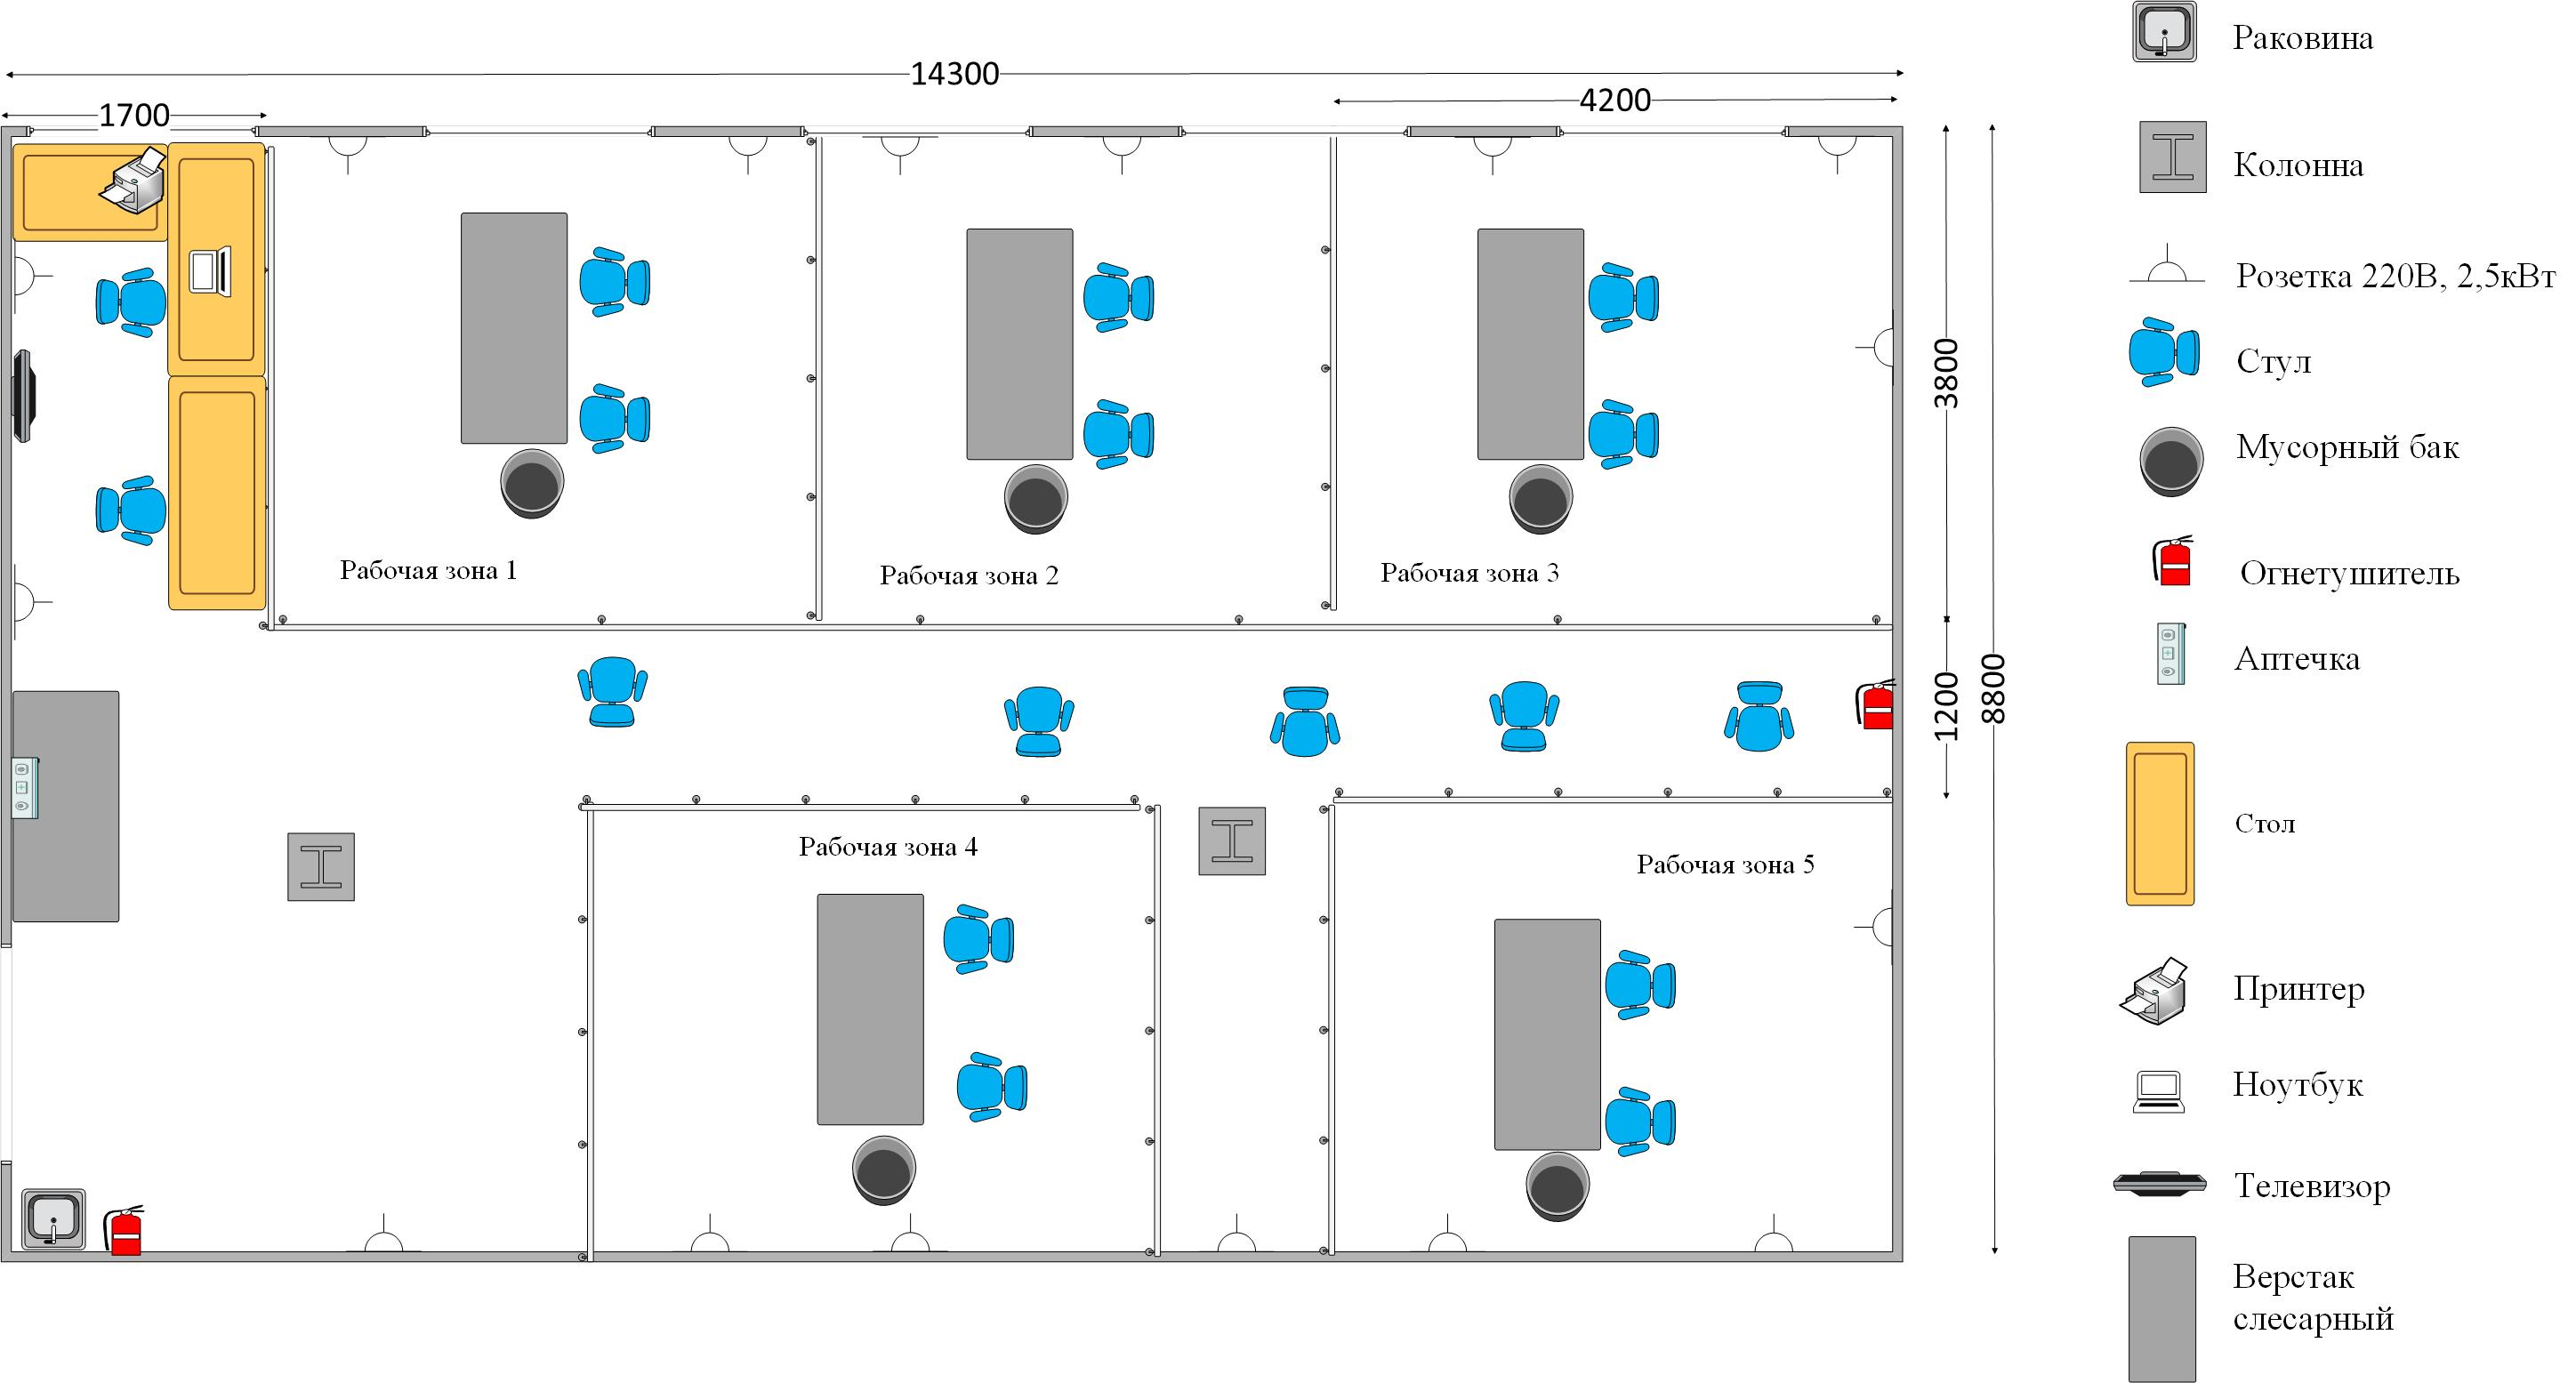 14300
1700
4200
3800
1200
8800
Рабочая зона 1
Рабочая зона 2
Рабочая зона 3
Рабочая зона 4
Рабочая зона 5
Раковина
Колонна
Розетка 220В, 2,5кВт
Стул
Мусорный бак
Огнетушитель
Аптечка
Стол
Принтер
Ноутбук
Телевизор
Верстак
слесарный